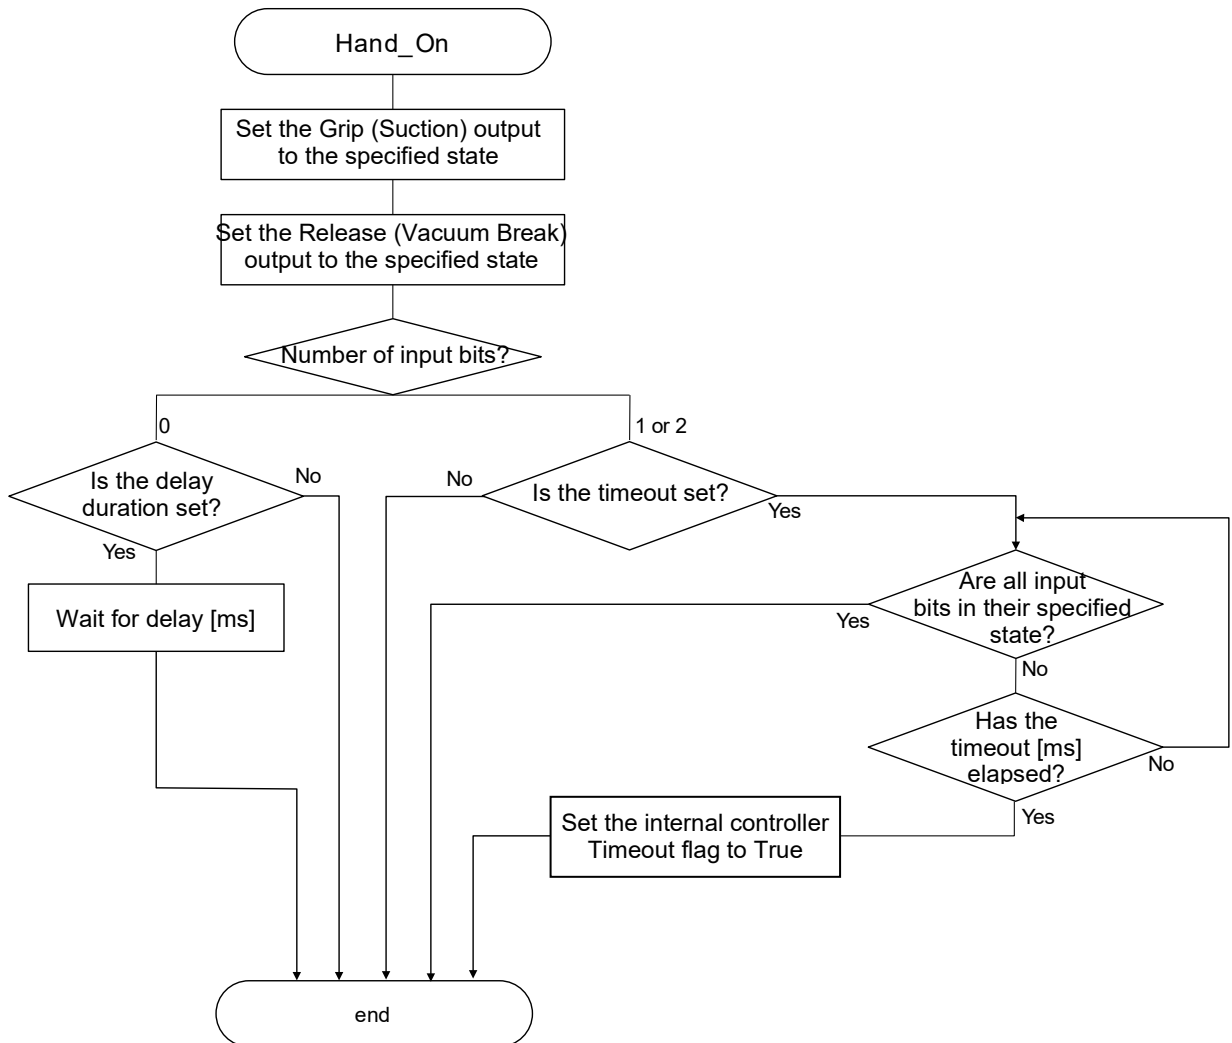 Hand_On
Set the Grip (Suction) output
to the specified state
Set the Release (Vacuum Break)
output to the specified state
Number of input bits?
0
1 or 2
Is the delay
duration set?
No
Yes
Wait for delay [ms]
No
Is the timeout set?
Yes
Are all input
bits in their specified
state?
Yes
No
Has the
timeout [ms]
elapsed?
No
Yes
Set the internal controller
Timeout flag to True
end